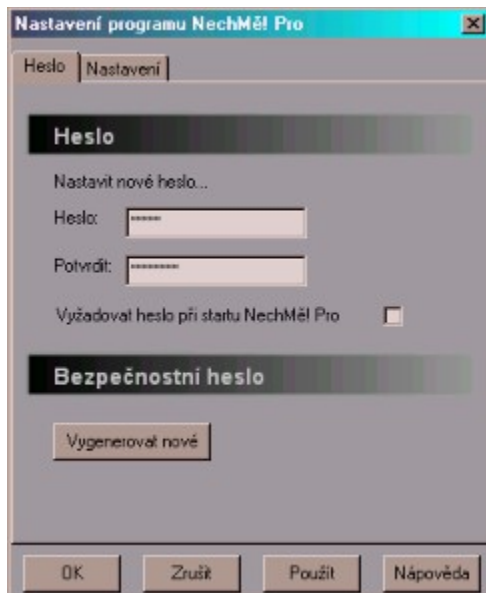 Nastavení programu NechMě! Pro
Heslo Nastavení
Heslo
Nastavit nové heslo...
Heslo: *****
Potvrdit: ********
Vyžadovat heslo při startu NechMě! Pro
Bezpečnostní heslo
Vygenerovat nové
OK Zrušit Použít Nápověda